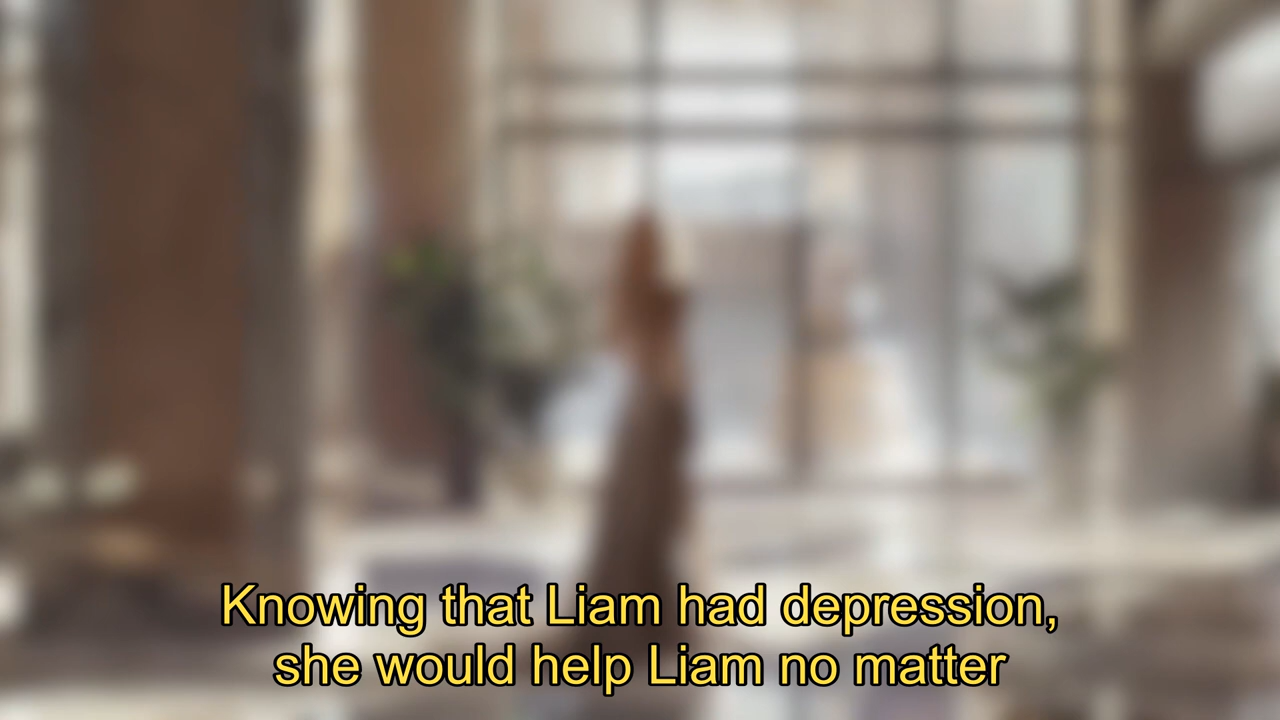 Knowing that Liam had depression,
she would help Liam no matter